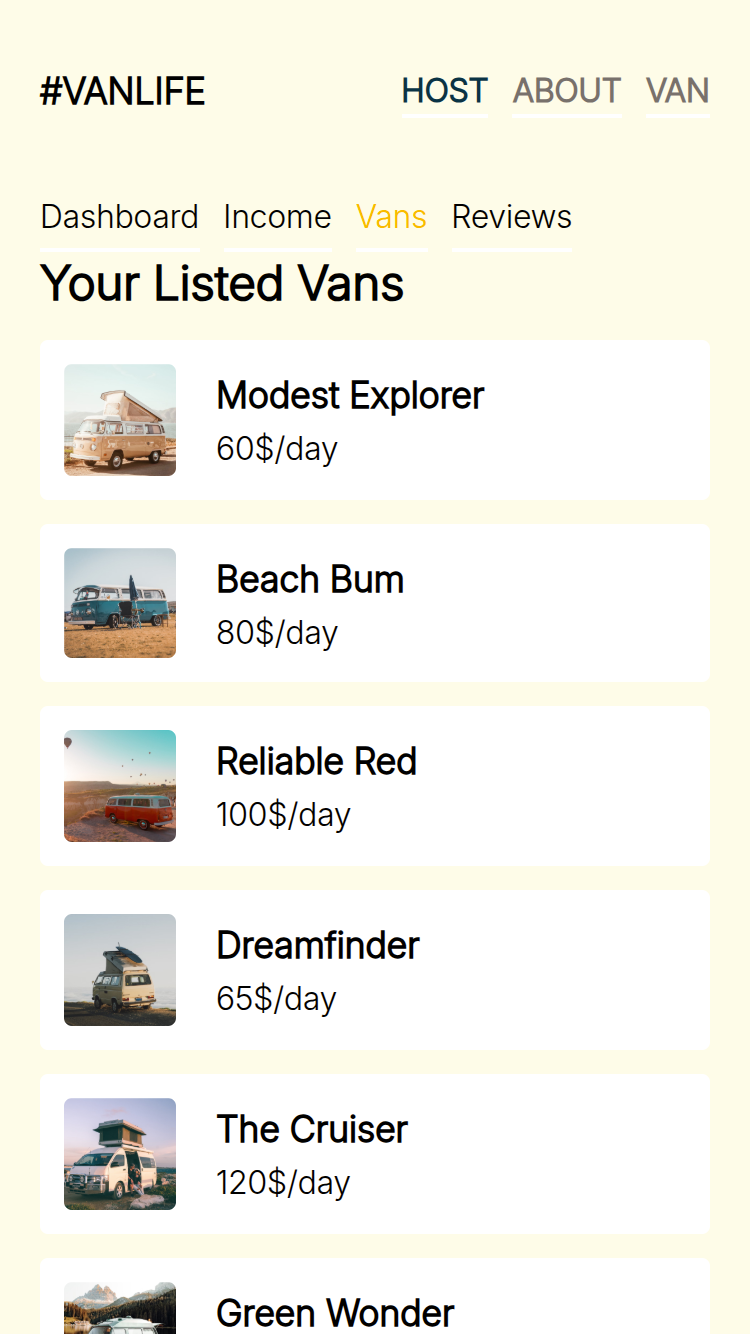 #VANLIFE HOST ABOUT VAN
Dashboard Income Vans Reviews
Your Listed Vans
Modest Explorer
60$/day
Beach Bum
80$/day
Reliable Red
100$/day
Dreamfinder
65$/day
The Cruiser
120$/day
Green Wonder